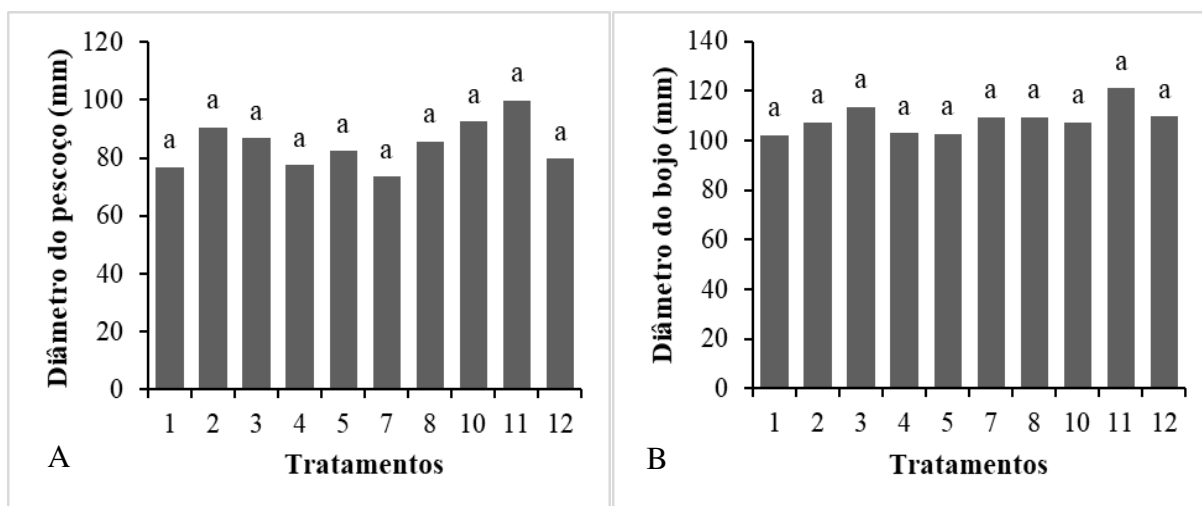 120
100
80
60
40
20
0
Diâmetro do pescoço (mm)
a a a a a a a a a a
1 2 3 4 5 7 8 10 11 12
Tratamentos
A
140
120
100
80
60
40
20
0
Diâmetro do bojo (mm)
a a a a a a a a a a
1 2 3 4 5 7 8 10 11 12
Tratamentos
B